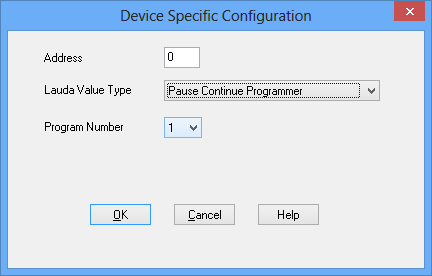 Device Specific Configuration
Address 0
Lauda Value Type Pause Continue Programmer
Program Number 1
OK Cancel Help